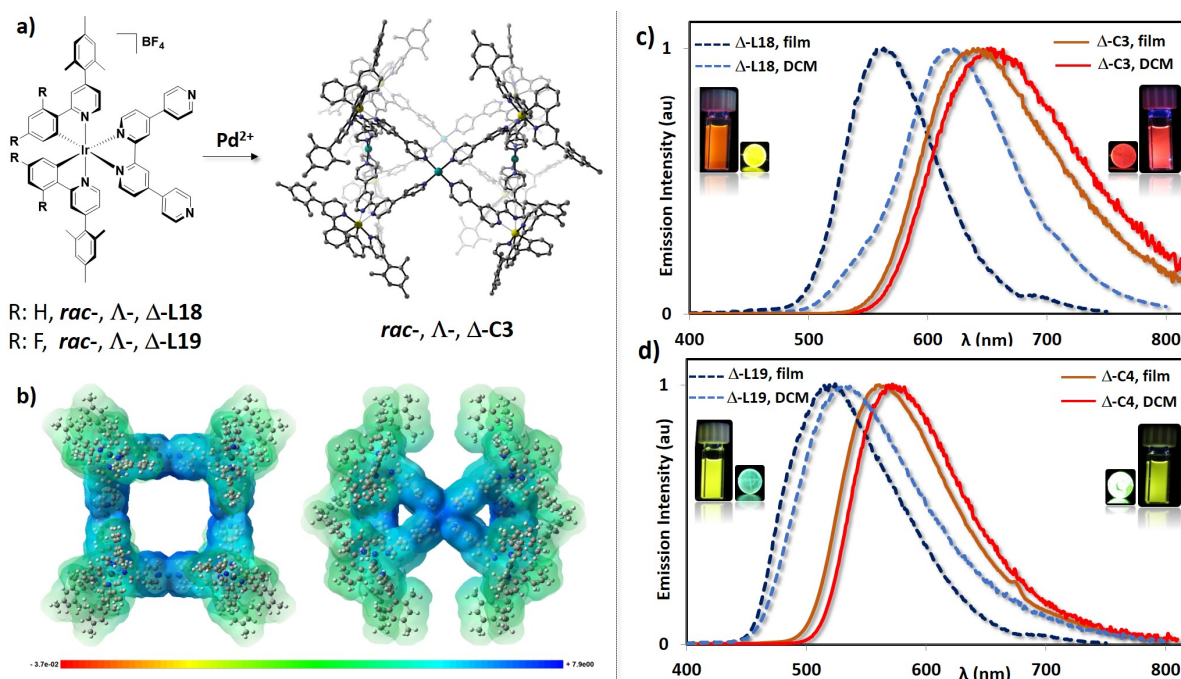 a)
BF₄
R
R
R
R
N
N
N
N
N
N
Ir
Pd²⁺
R: H, rac-, Λ-, Δ-L18
R: F, rac-, Λ-, Δ-L19
rac-, Λ-, Δ-C3
b)
- 3.7e-02
+ 7.9e00
c)
Δ-L18, film
Δ-L18, DCM
Δ-C3, film
Δ-C3, DCM
Emission Intensity (au)
1
0
400 500 600 700 800
λ (nm)
d)
Δ-L19, film
Δ-L19, DCM
Δ-C4, film
Δ-C4, DCM
Emission Intensity (au)
1
0
400 500 600 700 800
λ (nm)